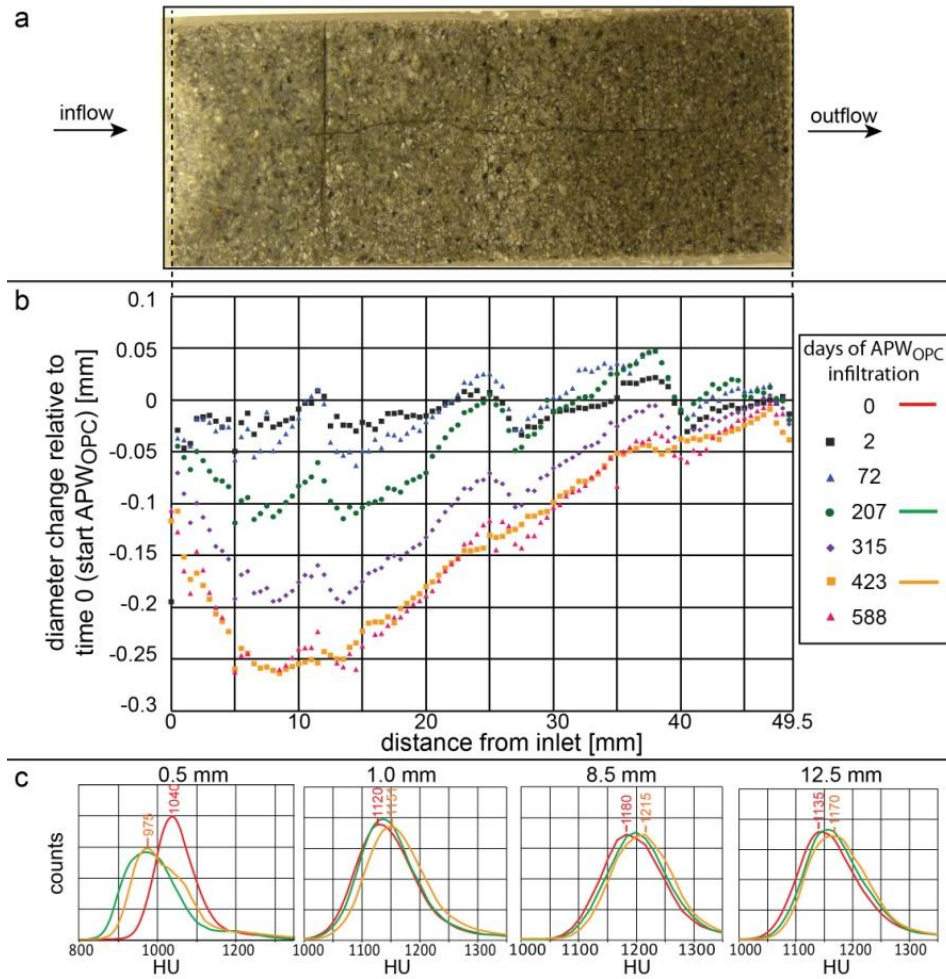 a
inflow
outflow
b
diameter change relative to
time 0 (start APWOPC) [mm]
0.1
0.05
0
-0.05
-0.1
-0.15
-0.2
-0.25
-0.3
0
10
20
30
40
49.5
distance from inlet [mm]
days of APWOPC
infiltration
0
2
72
207
315
423
588
c
0.5 mm
1.0 mm
8.5 mm
12.5 mm
counts
975
1040
1120
1151
1180
1215
1135
1170
800
1000
1200
1000
1100
1200
1300
1000
1100
1200
1300
1000
1100
1200
1300
HU
HU
HU
HU